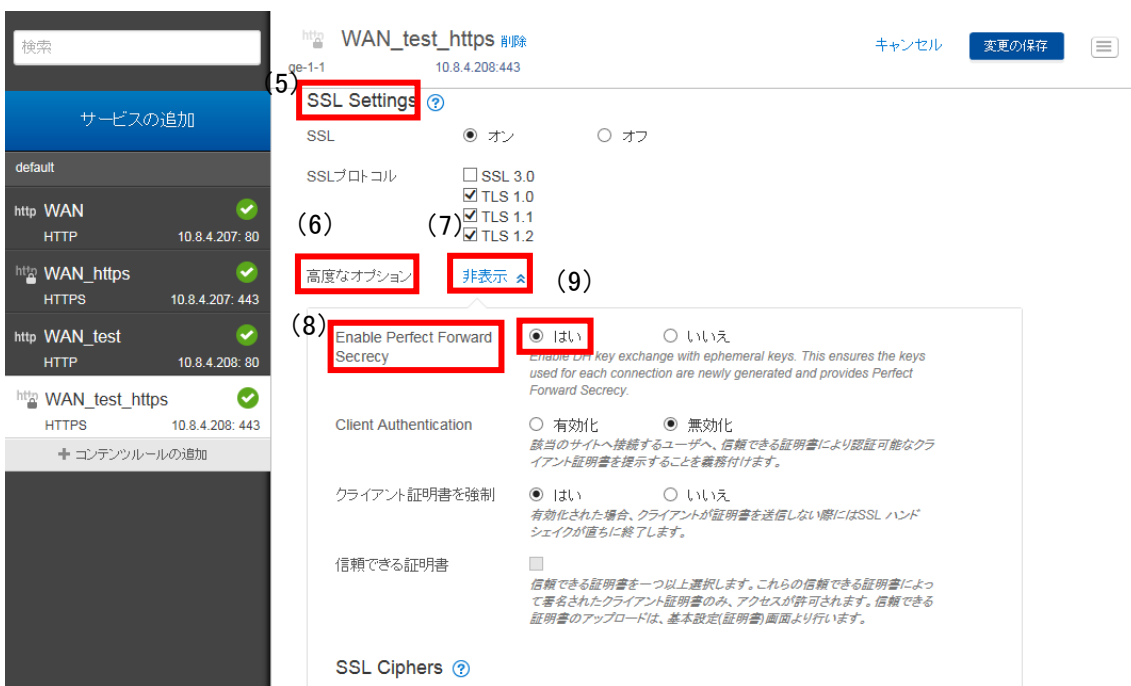 検索
サービスの追加
default
http WAN
HTTP 10.8.4.207: 80
http WAN_https
HTTPS 10.8.4.207: 443
http WAN_test
HTTP 10.8.4.208: 80
http WAN_test_https
HTTPS 10.8.4.208: 443
+ コンテンツルールの追加
http WAN_test_https 削除
キャンセル 変更の保存
ge-1-1 10.8.4.208:443
(5)
SSL Settings ?
SSL オン オフ
SSLプロトコル SSL 3.0
TLS 1.0
TLS 1.1
TLS 1.2
(6) (7)
高度なオプション 非表示
(9)
(8)
Enable Perfect Forward Secrecy はい いいえ
Enable DH key exchange with ephemeral keys. This ensures the keys
used for each connection are newly generated and provides Perfect
Forward Secrecy.
Client Authentication 有効化 無効化
該当のサイトへ接続するユーザへ、信頼できる証明書により認証可能なクラ
イアント証明書を提示することを義務付けます。
クライアント証明書を強制 はい いいえ
有効化された場合、クライアントが証明書を送信しない際にはSSL ハンド
シェイクが直ちに終了します。
信頼できる証明書
信頼できる証明書を一つ以上選択します。これらの信頼できる証明書によっ
て署名されたクライアント証明書のみ、アクセスが許可されます。信頼できる
証明書のアップロードは、基本設定(証明書)画面より行います。
SSL Ciphers ?